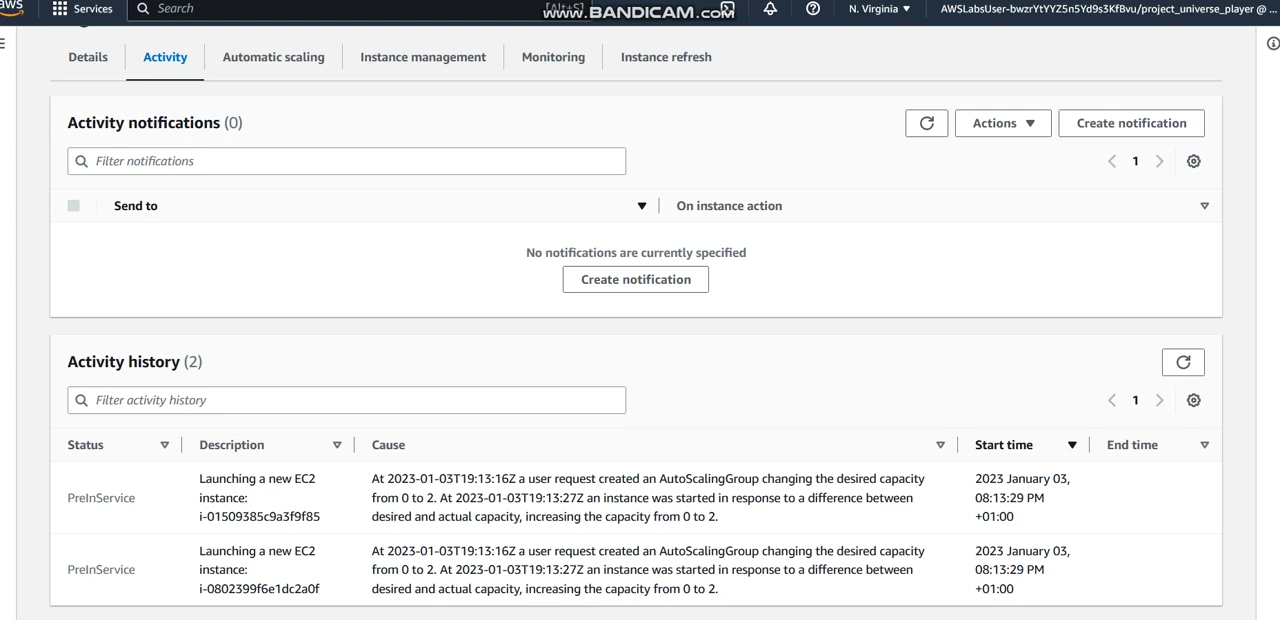 aws
Services
Search
[Alt+S]
www.BANDICAM.com
N. Virginia
AWSLabsUser-bwzrYtYYZ5n5Yd9s3KfBvu/project_universe_player @ ...
Details
Activity
Automatic scaling
Instance management
Monitoring
Instance refresh
Activity notifications (0)
Actions
Create notification
Filter notifications
1
Send to
On instance action
No notifications are currently specified
Create notification
Activity history (2)
Filter activity history
1
Status
Description
Cause
Start time
End time
PreInService
Launching a new EC2
instance:
i-01509385c9a3f9f85
At 2023-01-03T19:13:16Z a user request created an AutoScalingGroup changing the desired capacity
from 0 to 2. At 2023-01-03T19:13:27Z an instance was started in response to a difference between
desired and actual capacity, increasing the capacity from 0 to 2.
2023 January 03,
08:13:29 PM
+01:00
PreInService
Launching a new EC2
instance:
i-0802399f6e1dc2a0f
At 2023-01-03T19:13:16Z a user request created an AutoScalingGroup changing the desired capacity
from 0 to 2. At 2023-01-03T19:13:27Z an instance was started in response to a difference between
desired and actual capacity, increasing the capacity from 0 to 2.
2023 January 03,
08:13:29 PM
+01:00